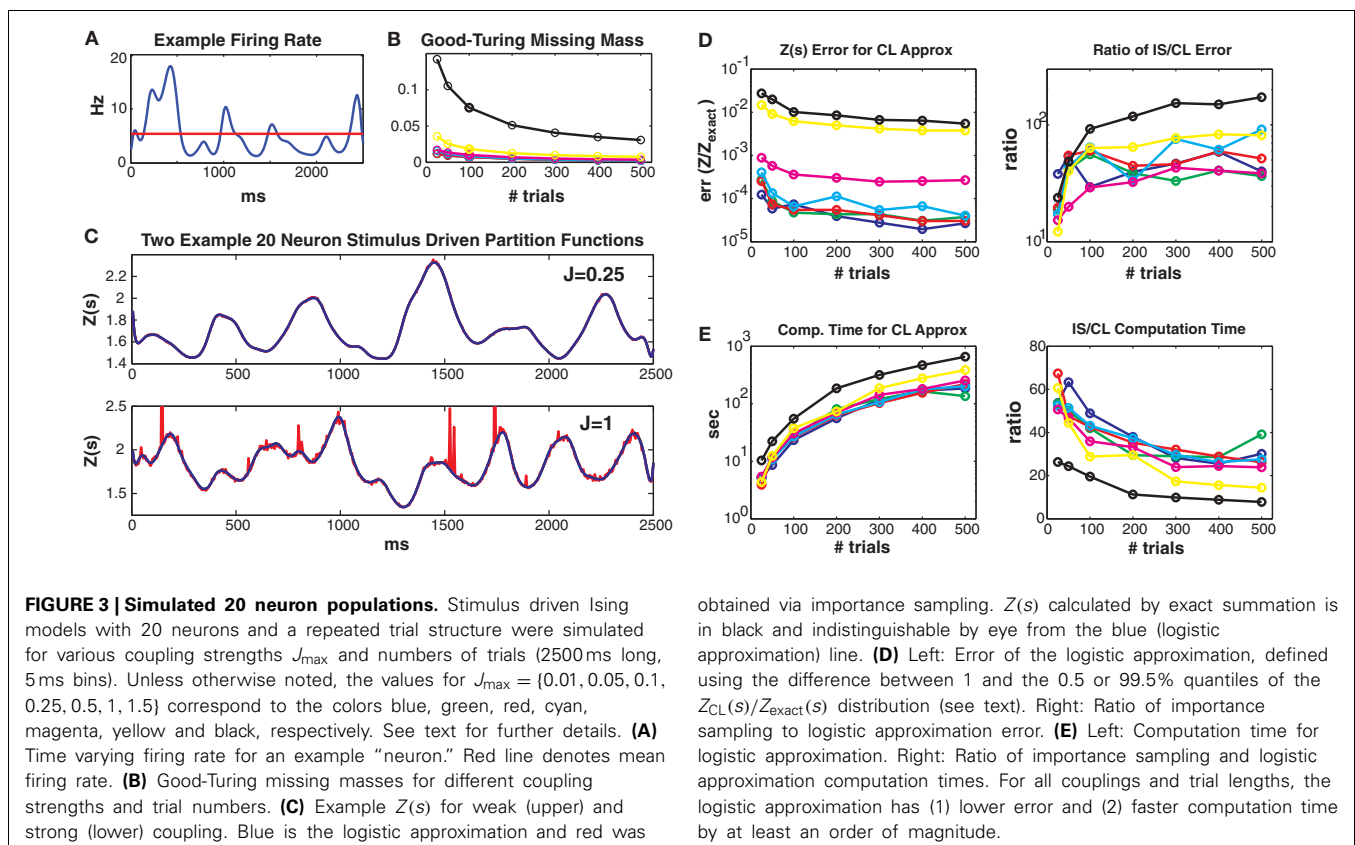 A
Example Firing Rate
20
10
0
Hz
0
1000
2000
ms
B
Good-Turing Missing Mass
0.1
0.05
0
0
100
200
300
400
500
# trials
C
Two Example 20 Neuron Stimulus Driven Partition Functions
J=0.25
2.2
2
1.8
1.6
1.4
Z(s)
0
500
1000
1500
2000
2500
J=1
2.5
2
1.5
Z(s)
0
500
1000
1500
2000
2500
ms
D
Z(s) Error for CL Approx
10^-1
10^-2
10^-3
10^-4
10^-5
err (Z/Z_exact)
0
100
200
300
400
500
# trials
Ratio of IS/CL Error
10^2
10^1
ratio
0
100
200
300
400
500
# trials
E
Comp. Time for CL Approx
10^3
10^2
10^1
10^0
sec
0
100
200
300
400
500
# trials
IS/CL Computation Time
80
60
40
20
0
ratio
0
100
200
300
400
500
# trials
FIGURE 3 | Simulated 20 neuron populations. Stimulus driven Ising
models with 20 neurons and a repeated trial structure were simulated
for various coupling strengths J_max and numbers of trials (2500 ms long,
5 ms bins). Unless otherwise noted, the values for J_max = {0.01, 0.05, 0.1,
0.25, 0.5, 1, 1.5} correspond to the colors blue, green, red, cyan,
magenta, yellow and black, respectively. See text for further details. (A)
Time varying firing rate for an example “neuron.” Red line denotes mean
firing rate. (B) Good-Turing missing masses for different coupling
strengths and trial numbers. (C) Example Z(s) for weak (upper) and
strong (lower) coupling. Blue is the logistic approximation and red was
obtained via importance sampling. Z(s) calculated by exact summation is
in black and indistinguishable by eye from the blue (logistic
approximation) line. (D) Left: Error of the logistic approximation, defined
using the difference between 1 and the 0.5 or 99.5% quantiles of the
Z_CL(s)/Z_exact(s) distribution (see text). Right: Ratio of importance
sampling to logistic approximation error. (E) Left: Computation time for
logistic approximation. Right: Ratio of importance sampling and logistic
approximation computation times. For all couplings and trial lengths, the
logistic approximation has (1) lower error and (2) faster computation time
by at least an order of magnitude.